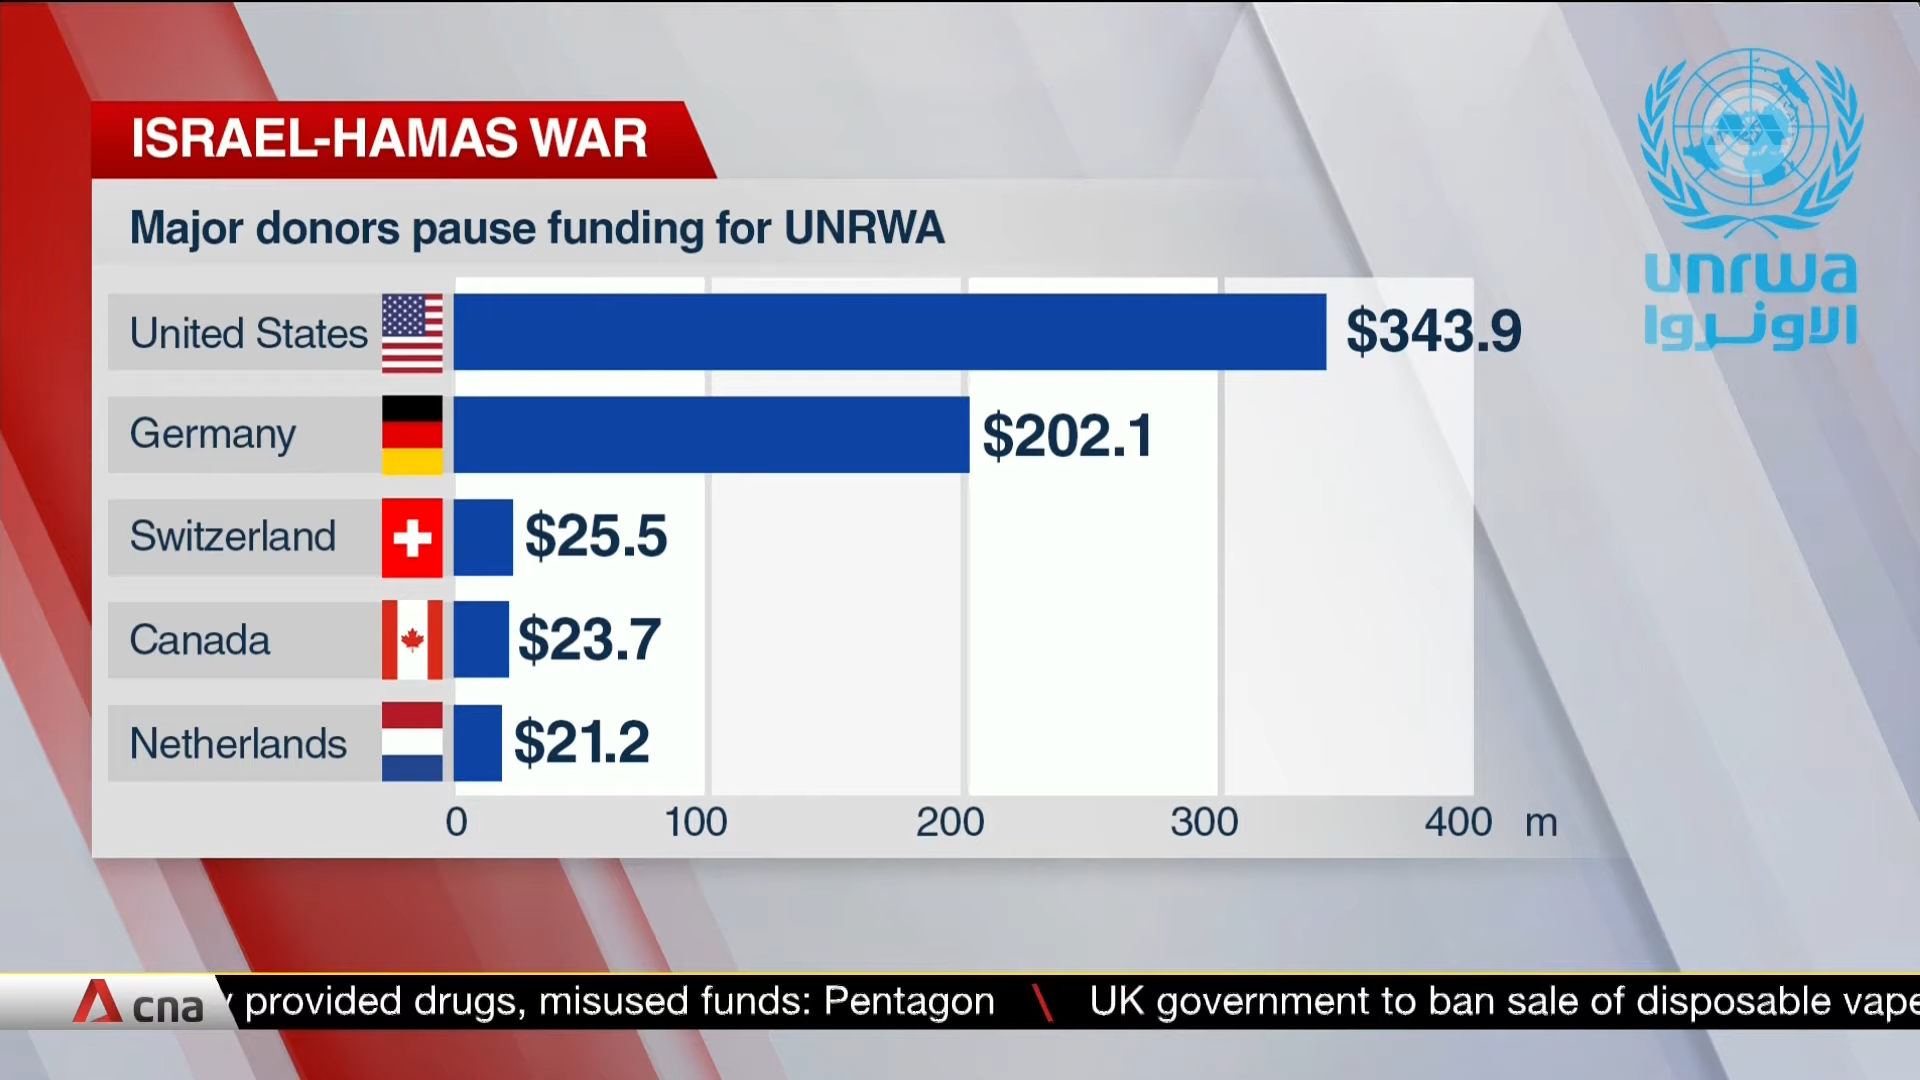 ISRAEL-HAMAS WAR
Major donors pause funding for UNRWA
United States $343.9
Germany $202.1
Switzerland $25.5
Canada $23.7
Netherlands $21.2
0 100 200 300 400 m
unrwa
الاونروا
cna
provided drugs, misused funds: Pentagon \ UK government to ban sale of disposable vape